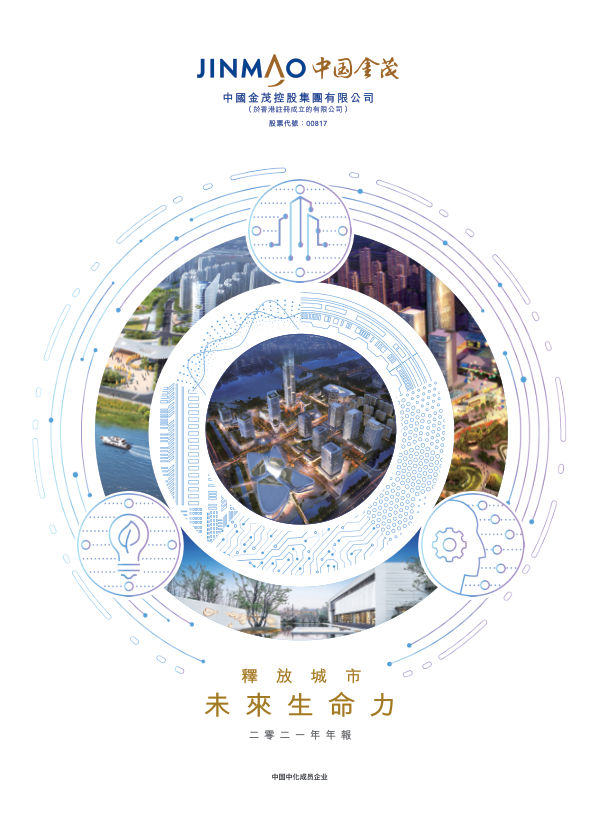 JINMAO 中国金茂
中國金茂控股集團有限公司
（於香港註冊成立的有限公司）
股票代號：00817
釋放城市
未來生命力
二零二一年年報
中国中化成员企业